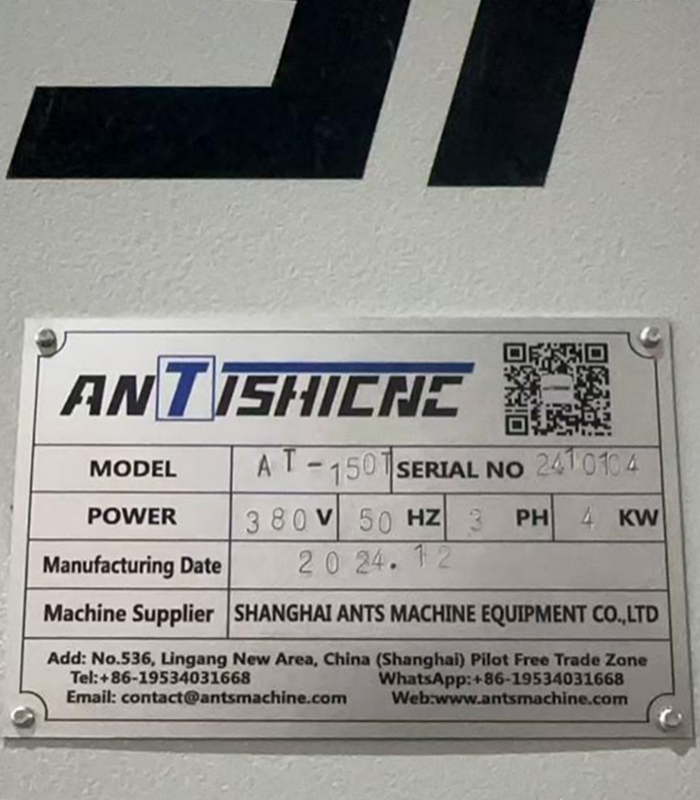 ANTISHICNC
MODEL AT-150T SERIAL NO 2410104
POWER 380 V 50 HZ 3 PH 4 KW
Manufacturing Date 2024.12
Machine Supplier SHANGHAI ANTS MACHINE EQUIPMENT CO.,LTD
Add: No.536, Lingang New Area, China (Shanghai) Pilot Free Trade Zone
Tel:+86-19534031668 WhatsApp:+86-19534031668
Email: contact@antsmachine.com Web:www.antsmachine.com